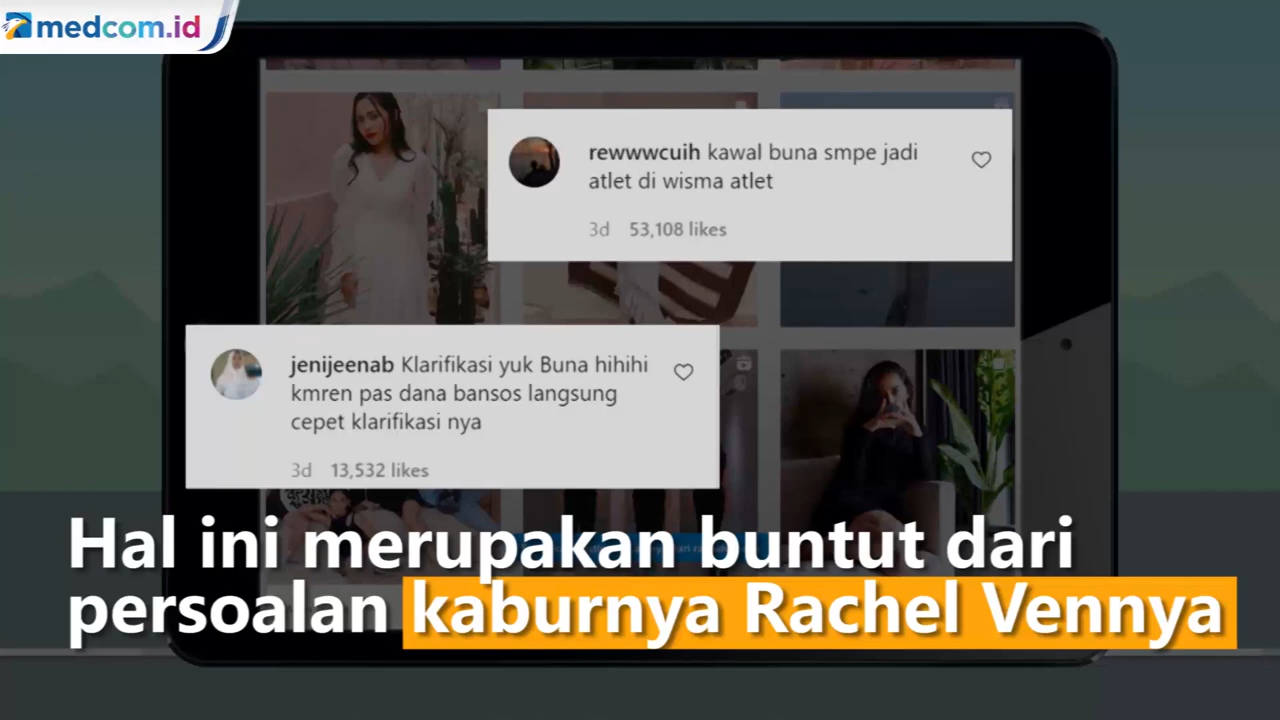 medcom.id
rewwwcuih kawal buna smpe jadi
atlet di wisma atlet
3d 53,108 likes
jenijeenab Klarifikasi yuk Buna hihihi
kmren pas dana bansos langsung
cepet klarifikasi nya
3d 13,532 likes
Hal ini merupakan buntut dari
persoalan kaburnya Rachel Vennya